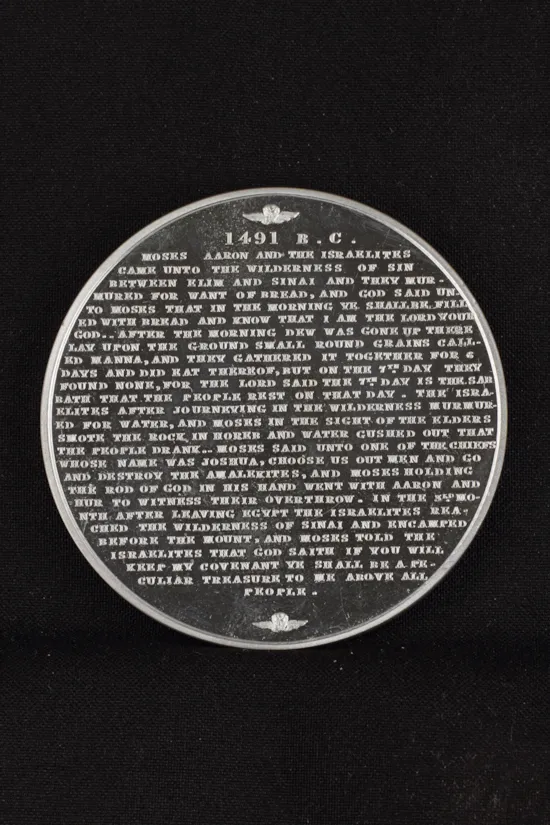 1491 B.C.
MOSES AARON AND THE ISRAELITES
CAME UNTO THE WILDERNESS OF SIN
BETWEEN ELIM AND SINAI AND THEY MUR-
MURED FOR WANT OF BREAD, AND GOD SAID UN-
TO MOSES THAT IN THE MORNING YE SHALL BE FILL
ED WITH BREAD AND KNOW THAT I AM THE LORD YOUR
GOD.. AFTER THE MORNING DEW WAS GONE UP THERE
LAY UPON THE GROUND SMALL ROUND GRAINS CALL-
ED MANNA, AND THEY GATHERED IT TOGETHER FOR 6
DAYS AND DID EAT THEREOF, BUT ON THE 7TH DAY THEY
FOUND NONE, FOR THE LORD SAID THE 7TH DAY IS THE SAB
BATH THAT THE PEOPLE REST ON THAT DAY. THE ISRA-
ELITES AFTER JOURNEYING IN THE WILDERNESS MURMUR-
ED FOR WATER, AND MOSES IN THE SIGHT OF THE ELDERS
SMOTE THE ROCK IN HOREB AND WATER GUSHED OUT THAT
THE PEOPLE DRANK.. MOSES SAID UNTO ONE OF THE CHIEFS
WHOSE NAME WAS JOSHUA, CHOOSE US OUT MEN AND GO
AND DESTROY THE AMALEKITES, AND MOSES HOLDING
THE ROD OF GOD IN HIS HAND WENT WITH AARON AND
HUR TO WITNESS THEIR OVERTHROW. IN THE 3RD MO-
NTH AFTER LEAVING EGYPT THE ISRAELITES REA-
CHED THE WILDERNESS OF SINAI AND ENCAMPED
BEFORE THE MOUNT, AND MOSES TOLD THE
ISRAELITES THAT GOD SAITH IF YOU WILL
KEEP MY COVENANT YE SHALL BE A PE-
CULIAR TREASURE TO ME ABOVE ALL
PEOPLE.